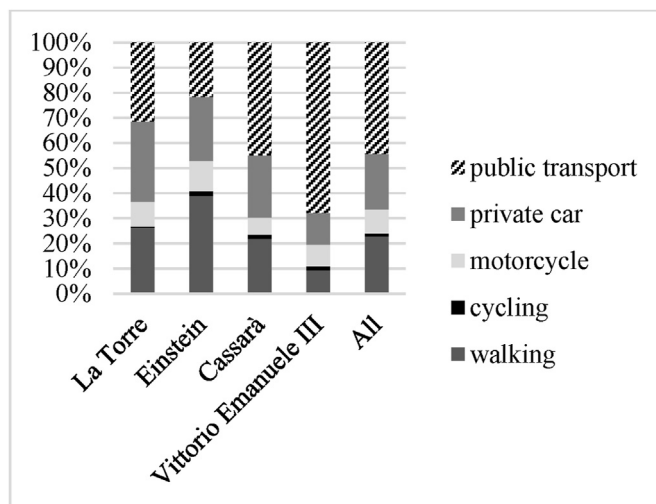 100%
90%
80%
70%
60%
50%
40%
30%
20%
10%
0%
La Torre
Einstein
Cassarà
Vittorio Emanuele III
All
public transport
private car
motorcycle
cycling
walking